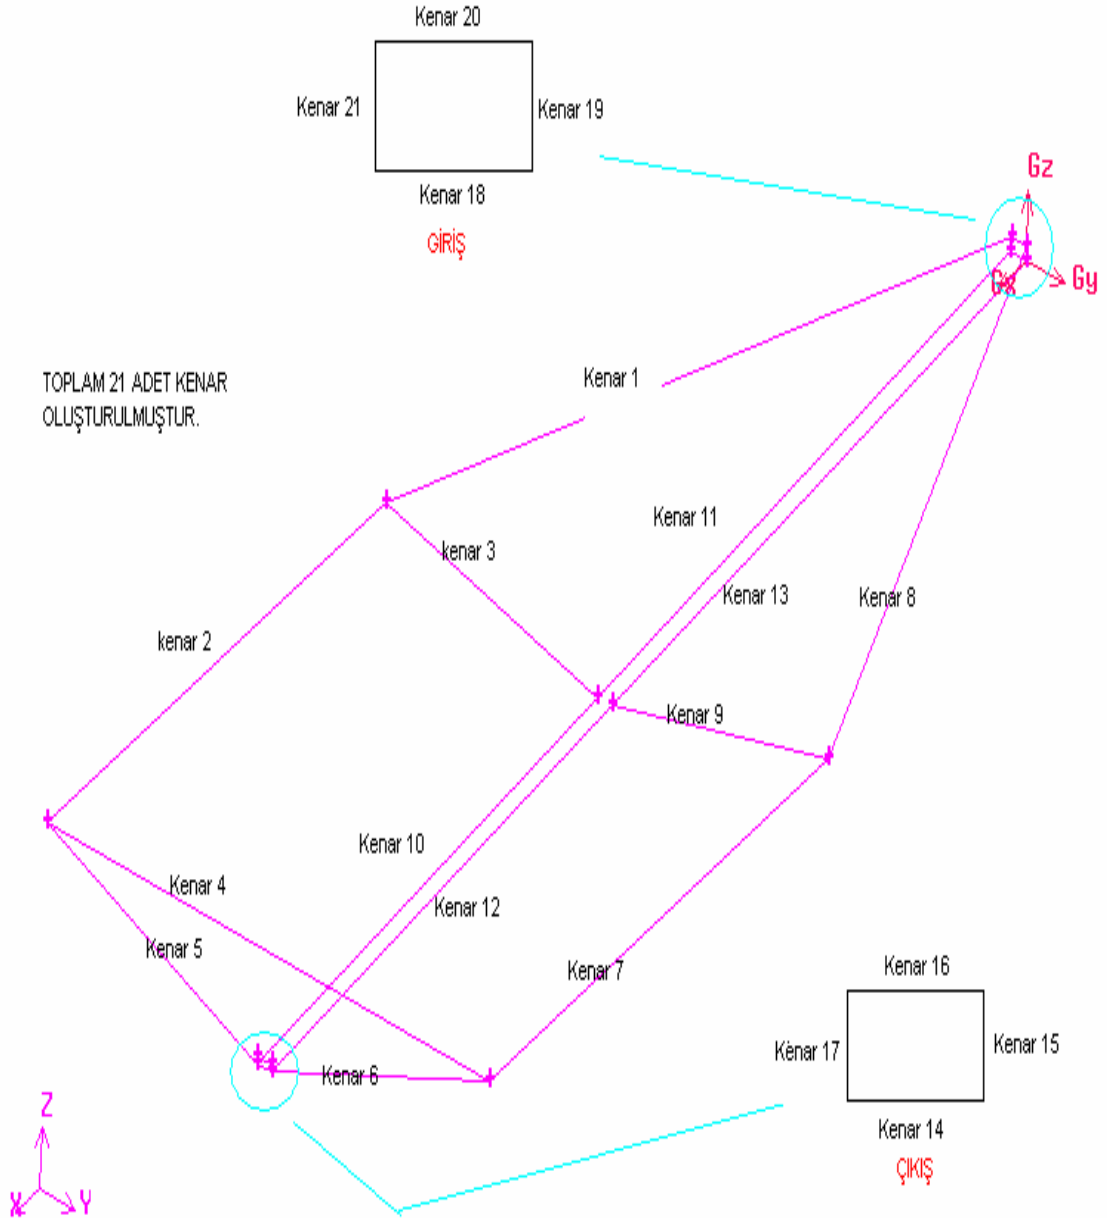 Kenar 20
Kenar 21
Kenar 19
Kenar 18
GİRİŞ
Gz
Gy
TOPLAM 21 ADET KENAR
OLUŞTURULMUŞTUR.
Kenar 1
Kenar 11
kenar 3
Kenar 13
Kenar 8
kenar 2
Kenar 9
Kenar 10
Kenar 4
Kenar 12
Kenar 5
Kenar 7
Kenar 16
Kenar 17
Kenar 15
Kenar 6
Kenar 14
ÇIKIŞ
Z
X
Y